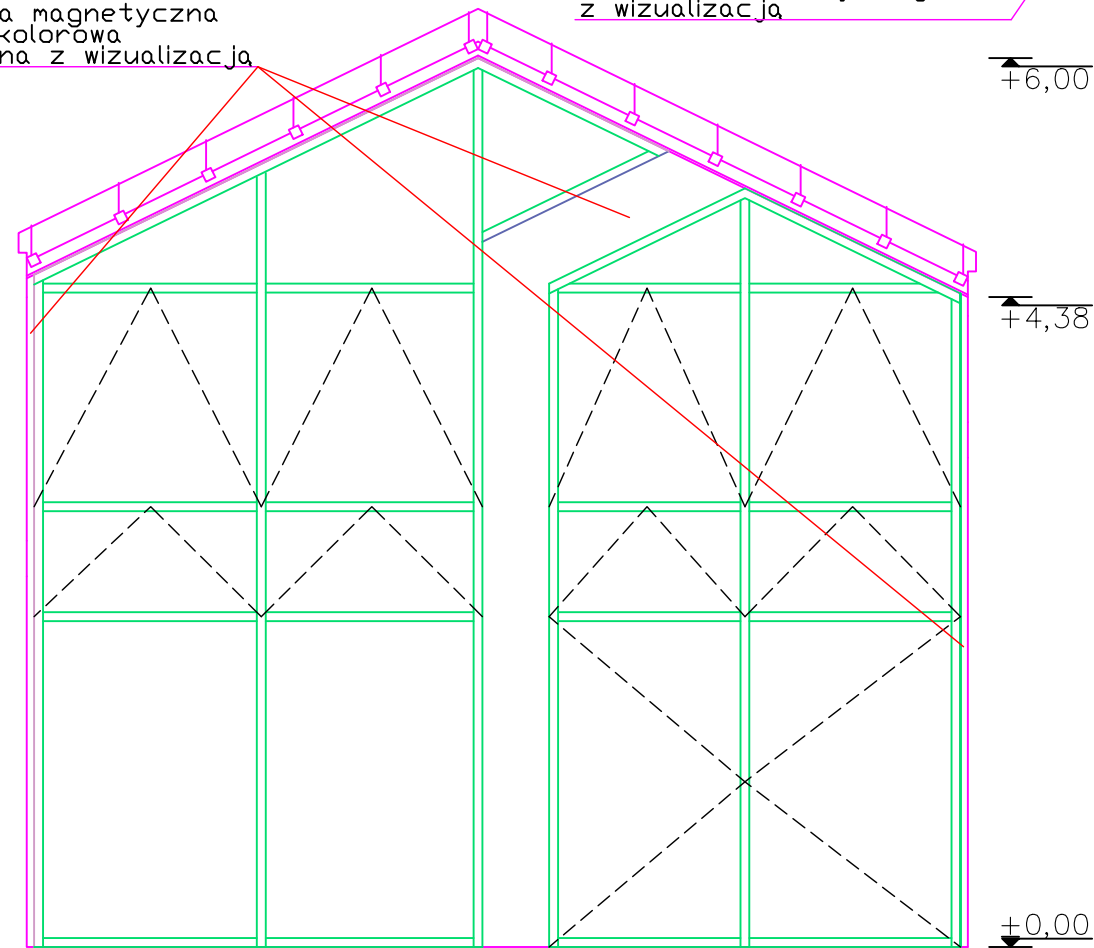 a magnetyczna
kolorowa
na z wizualizacją
z wizualizacją
+6,00
+4,38
+0,00